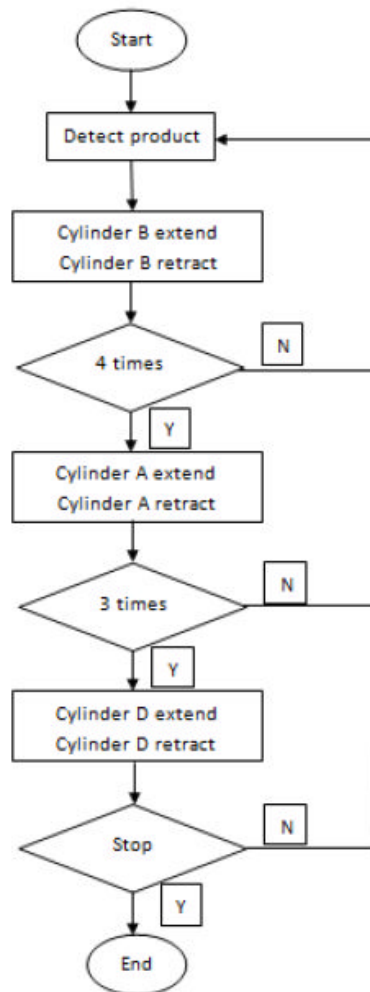 Start
Detect product
Cylinder B extend
Cylinder B retract
4 times
N
Y
Cylinder A extend
Cylinder A retract
3 times
N
Y
Cylinder D extend
Cylinder D retract
Stop
N
Y
End